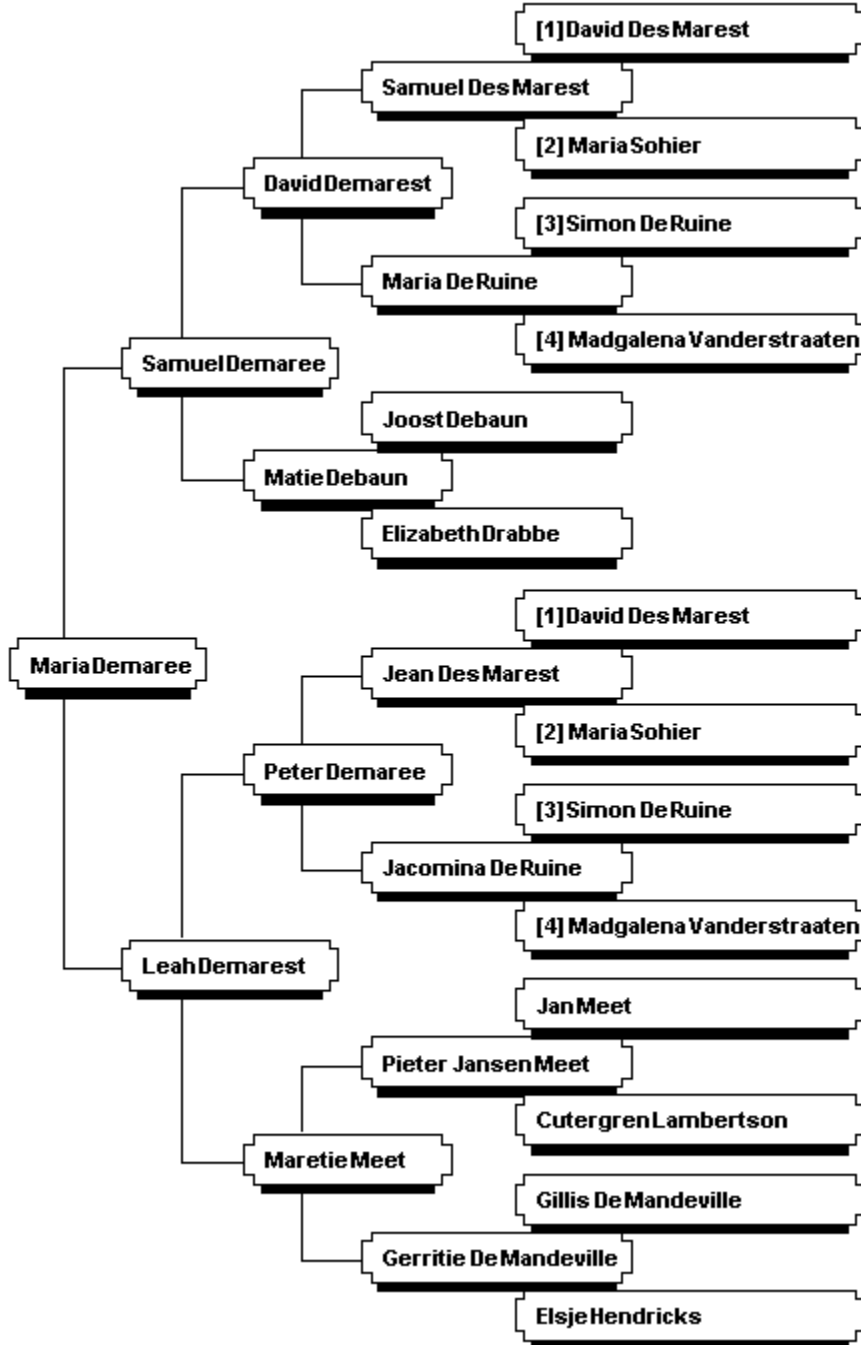 [1] David Des Marest
Samuel Des Marest
[2] Maria Sohier
David Demarest
[3] Simon De Ruine
Maria De Ruine
[4] Madgalena Vanderstraaten
Samuel Demaree
Joost Debaun
Matie Debaun
Elizabeth Drabbe
[1] David Des Marest
Maria Demaree
Jean Des Marest
[2] Maria Sohier
Peter Demaree
[3] Simon De Ruine
Jacomina De Ruine
[4] Madgalena Vanderstraaten
Leah Demarest
Jan Meet
Pieter Jansen Meet
Cutergren Lambertson
Maretie Meet
Gillis De Mandeville
Gerritie De Mandeville
Elsje Hendricks